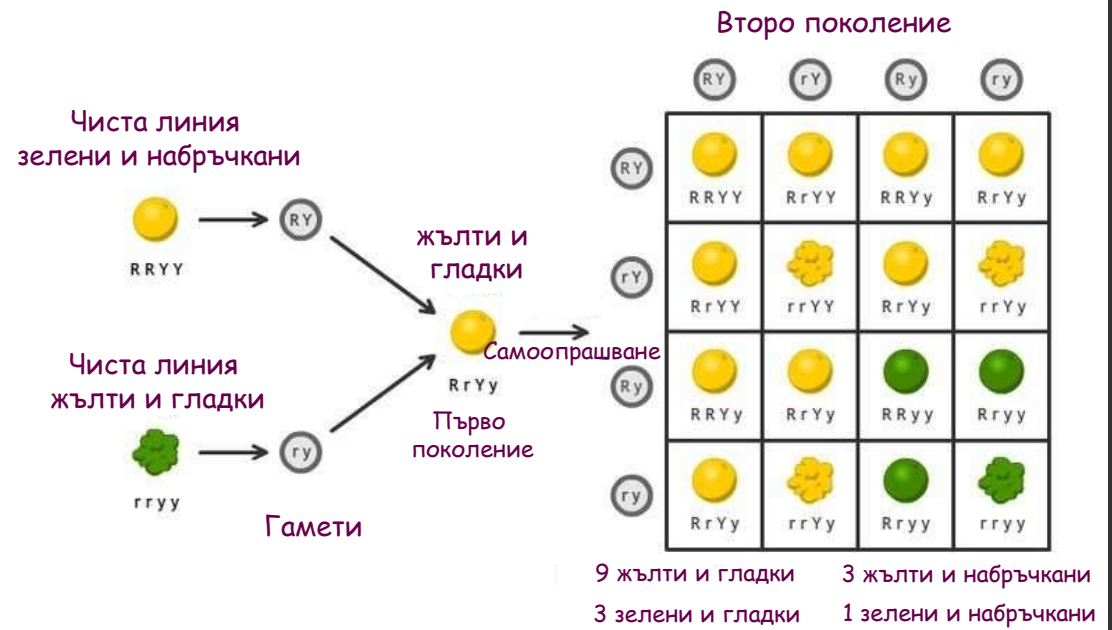 Второ поколение
RY rY Ry ry
Чиста линия
зелени и набръчкани
RRYY
RY
Чиста линия
жълти и гладки
rryy
ry
Гамети
жълти и
гладки
RrYy
Първо
поколение
Самоопрашване
RY
RRYY RrYY RRYy RrYy
rY
RrYY rrYY RrYy rrYy
Ry
RRYy RrYy RRyy Rryy
ry
RrYy rrYy Rryy rryy
9 жълти и гладки 3 жълти и набръчкани
3 зелени и гладки 1 зелени и набръчкани